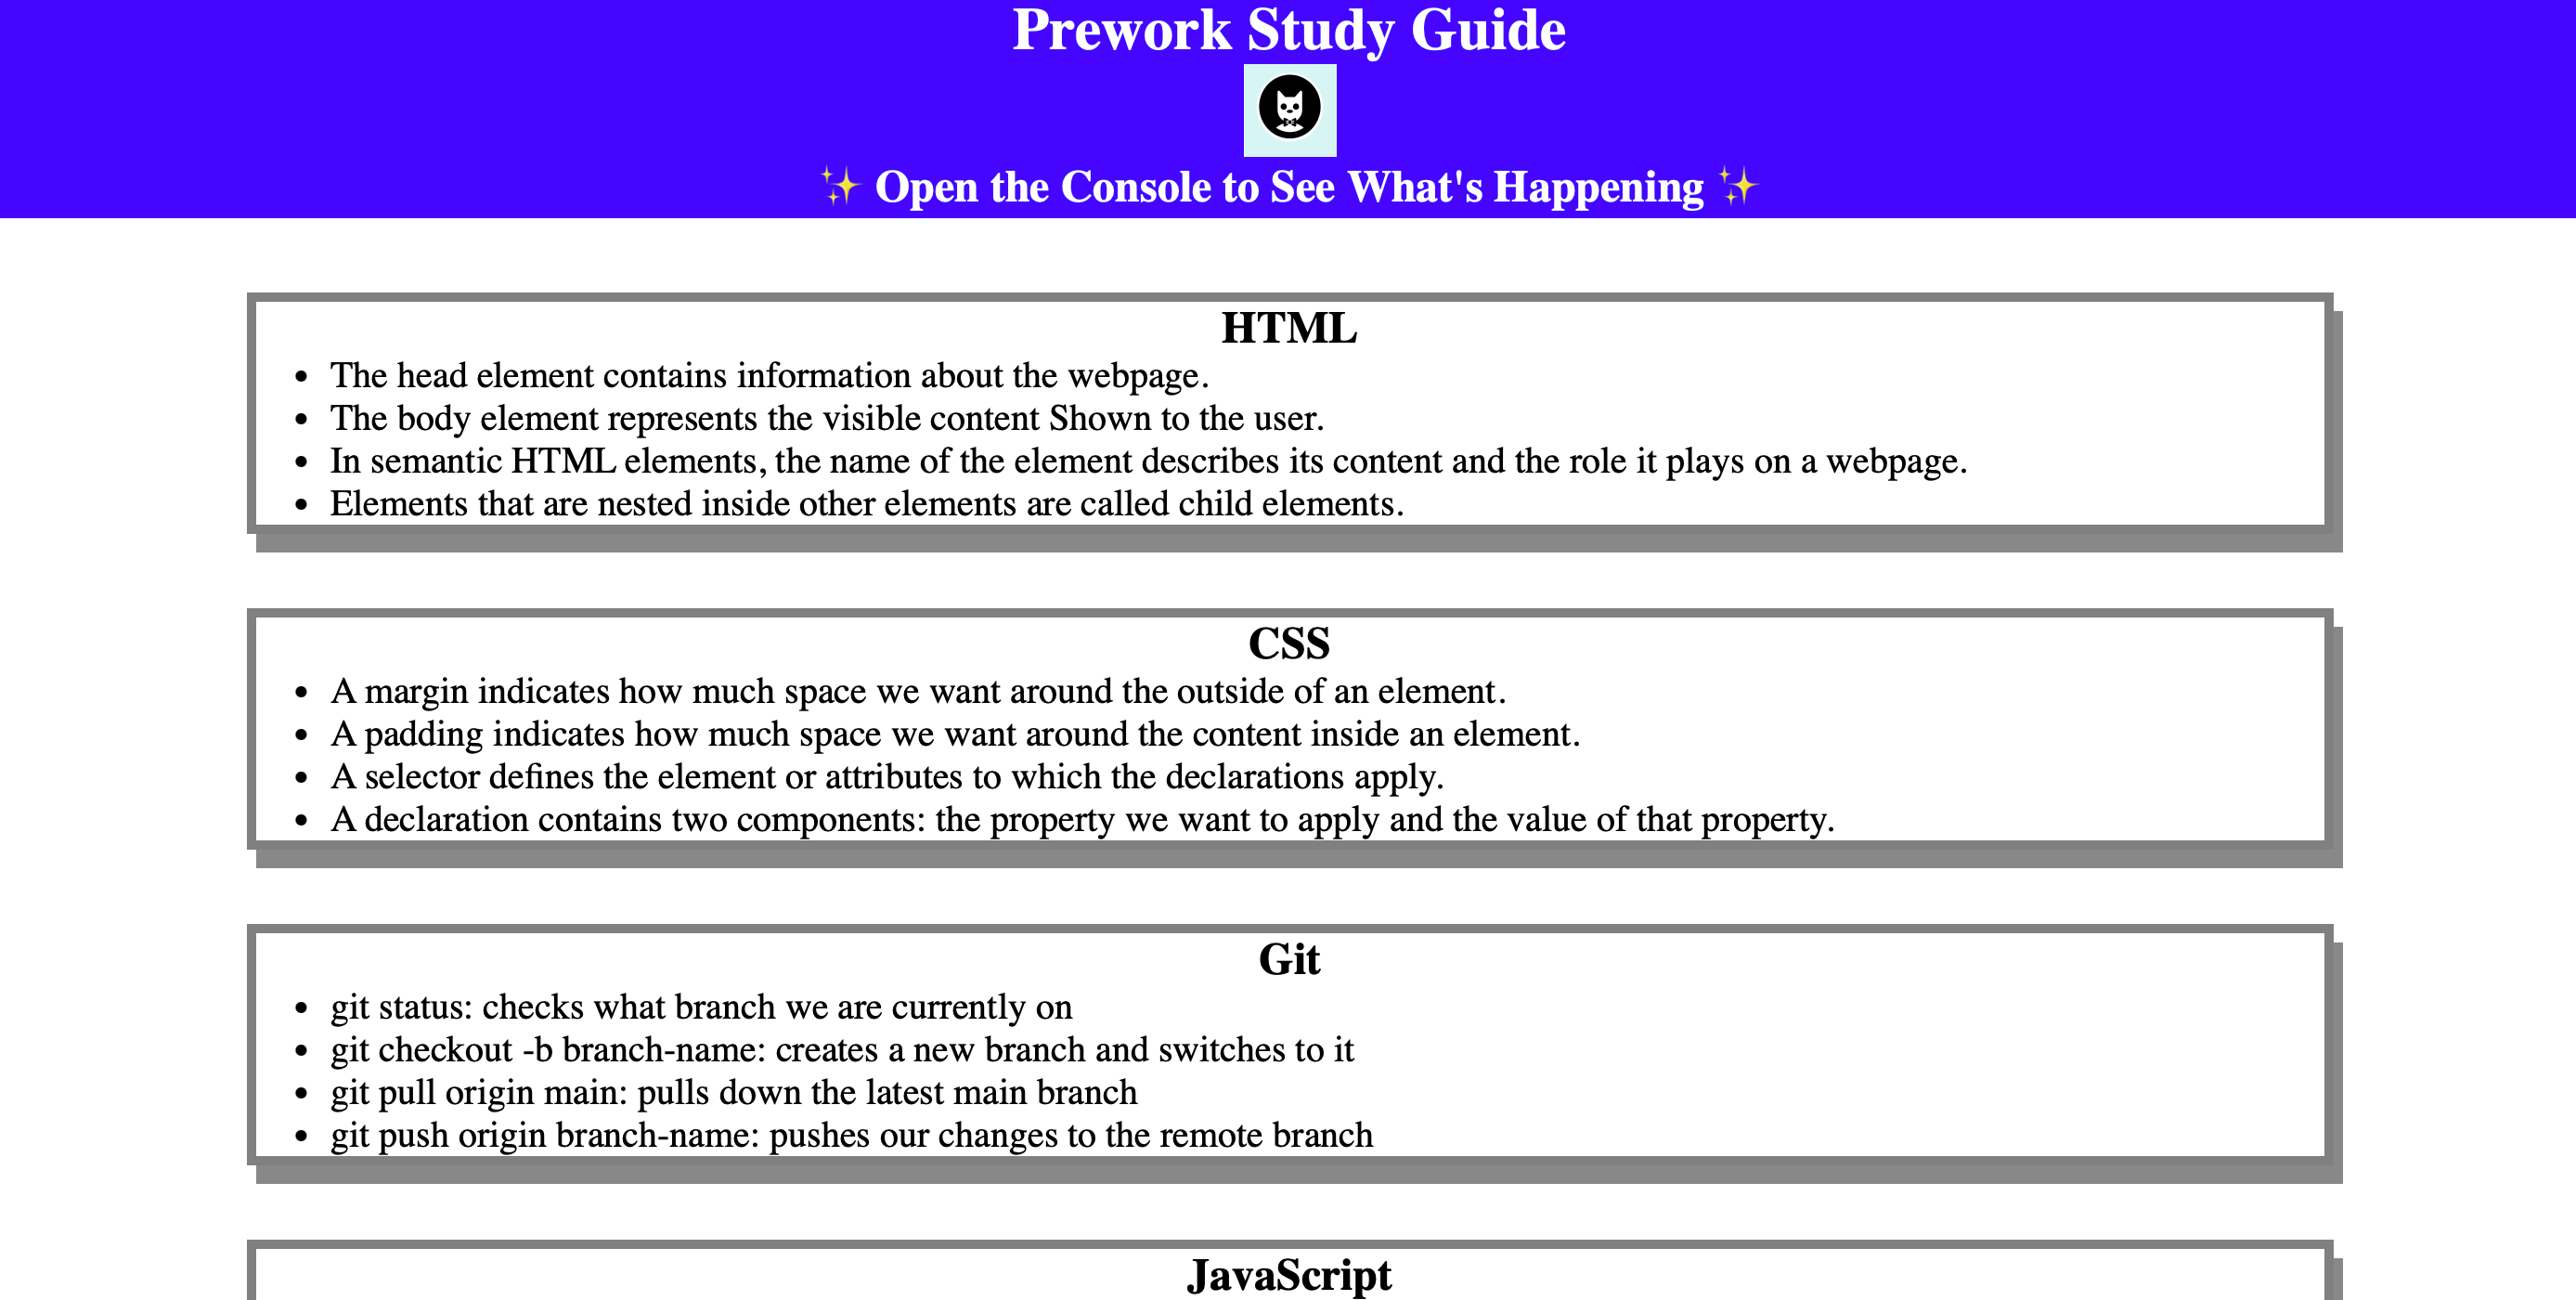 Prework Study Guide
✨ Open the Console to See What's Happening ✨
HTML
• The head element contains information about the webpage.
• The body element represents the visible content Shown to the user.
• In semantic HTML elements, the name of the element describes its content and the role it plays on a webpage.
• Elements that are nested inside other elements are called child elements.
CSS
• A margin indicates how much space we want around the outside of an element.
• A padding indicates how much space we want around the content inside an element.
• A selector defines the element or attributes to which the declarations apply.
• A declaration contains two components: the property we want to apply and the value of that property.
Git
• git status: checks what branch we are currently on
• git checkout -b branch-name: creates a new branch and switches to it
• git pull origin main: pulls down the latest main branch
• git push origin branch-name: pushes our changes to the remote branch
JavaScript